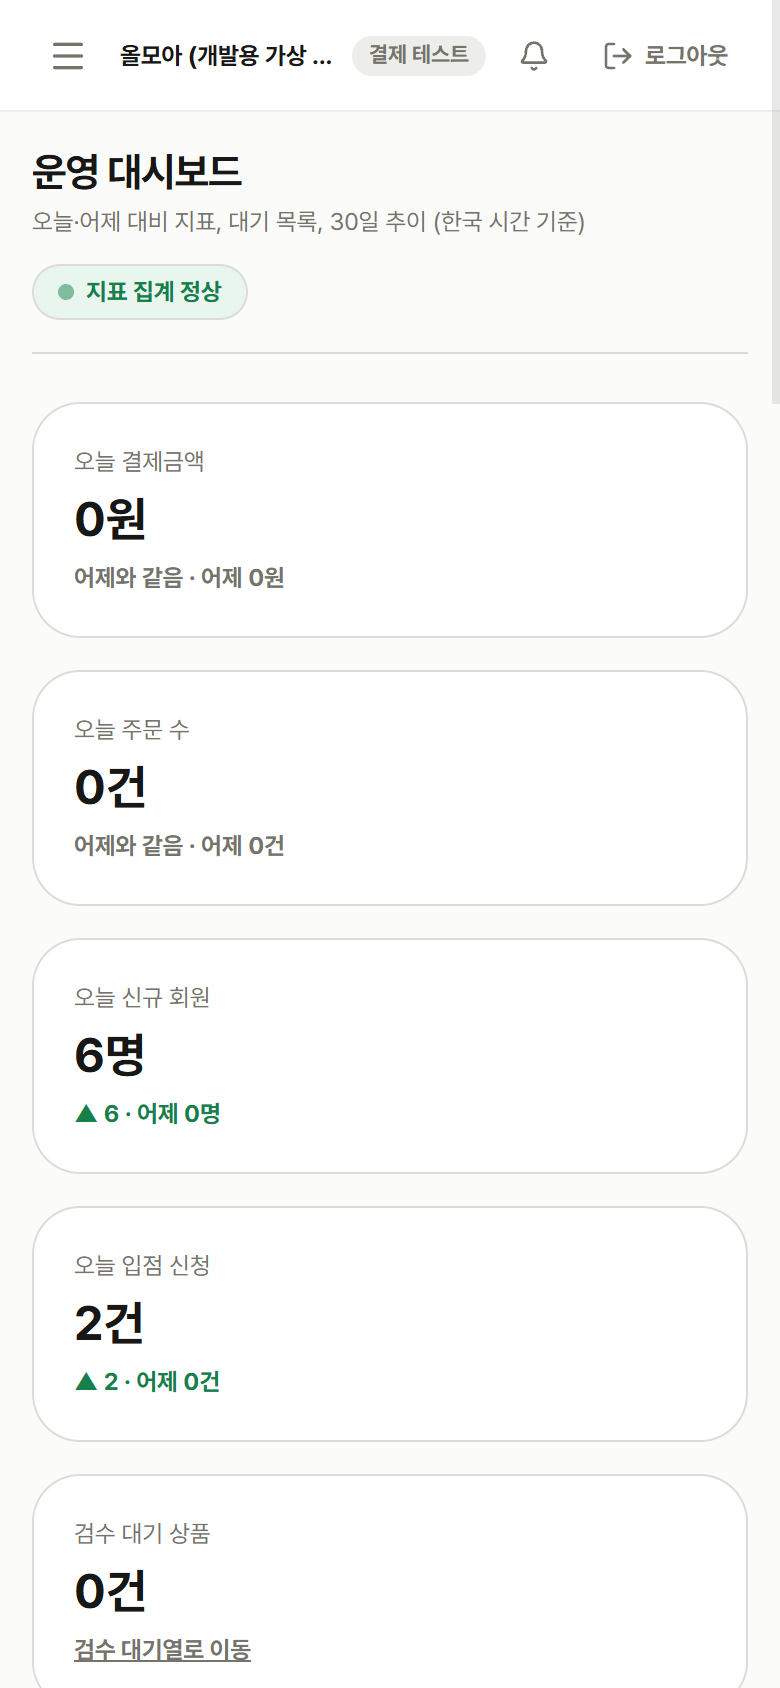 올모아 (개발용 가상 ...
결제 테스트
로그아웃
운영 대시보드
오늘·어제 대비 지표, 대기 목록, 30일 추이 (한국 시간 기준)
지표 집계 정상
오늘 결제금액
0원
어제와 같음 · 어제 0원
오늘 주문 수
0건
어제와 같음 · 어제 0건
오늘 신규 회원
6명
▲ 6 · 어제 0명
오늘 입점 신청
2건
▲ 2 · 어제 0건
검수 대기 상품
0건
검수 대기열로 이동